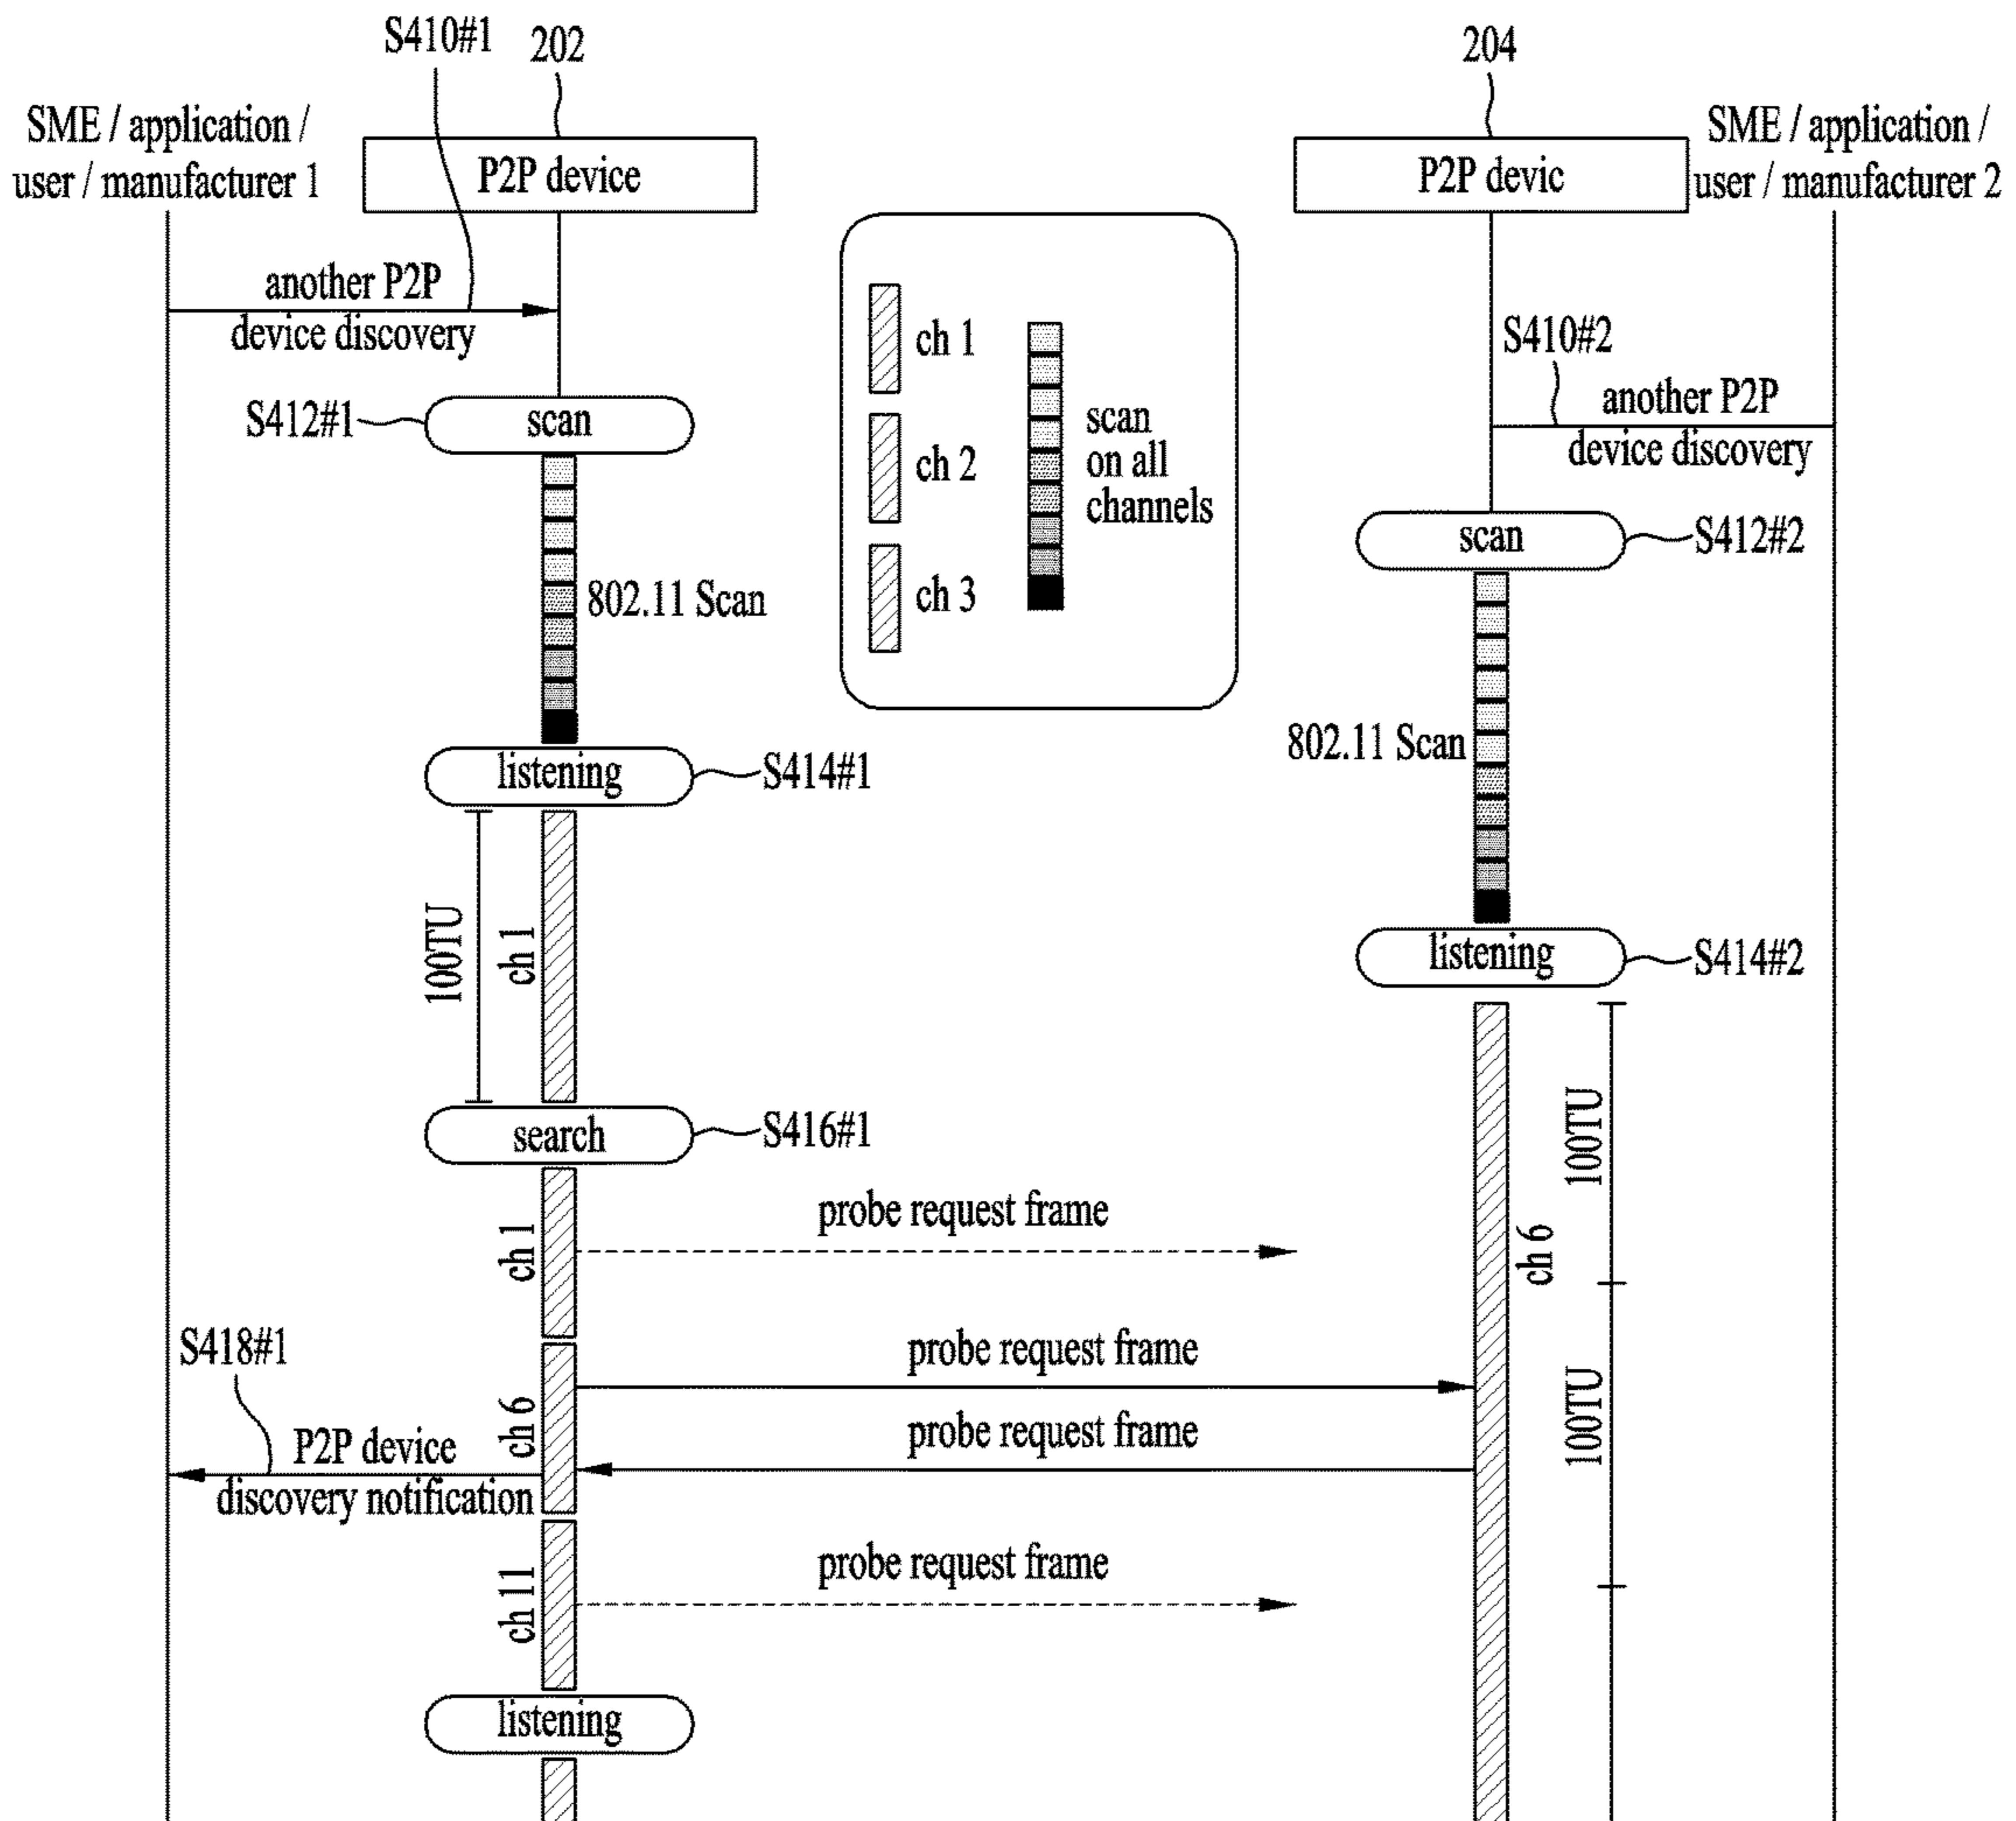 S410#1
202
204
SME / application /
user / manufacturer 1
P2P device
P2P devic
SME / application /
user / manufacturer 2
another P2P
device discovery
ch 1
ch 2
ch 3
scan
on all
channels
S410#2
another P2P
device discovery
S412#1
scan
802.11 Scan
scan
S412#2
802.11 Scan
listening
S414#1
listening
S414#2
100TU
ch 1
search
S416#1
100TU
ch 6
100TU
ch 1
probe request frame
S418#1
ch 6
probe request frame
probe request frame
P2P device
discovery notification
ch 11
probe request frame
listening